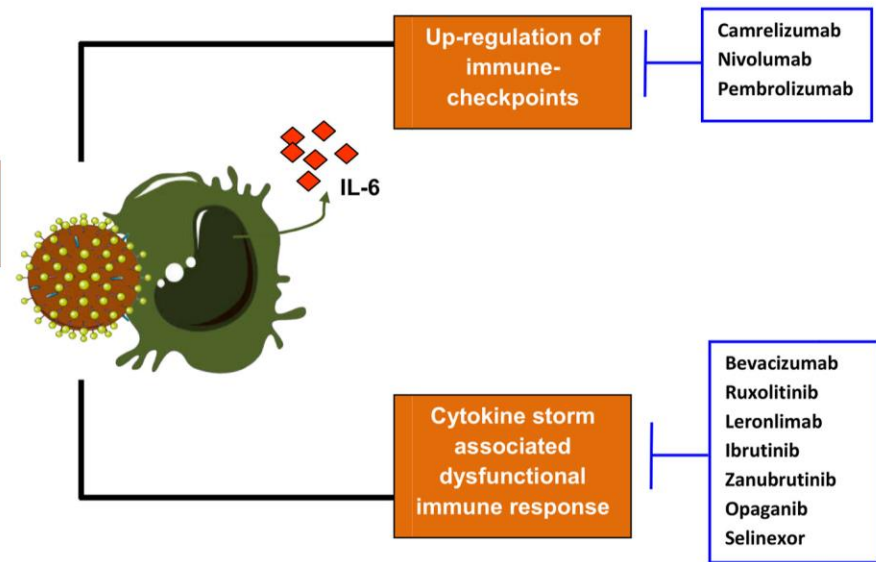 Up-regulation of
immune-
checkpoints
Camrelizumab
Nivolumab
Pembrolizumab
IL-6
Cytokine storm
associated
dysfunctional
immune response
Bevacizumab
Ruxolitinib
Leronlimab
Ibrutinib
Zanubrutinib
Opaganib
Selinexor